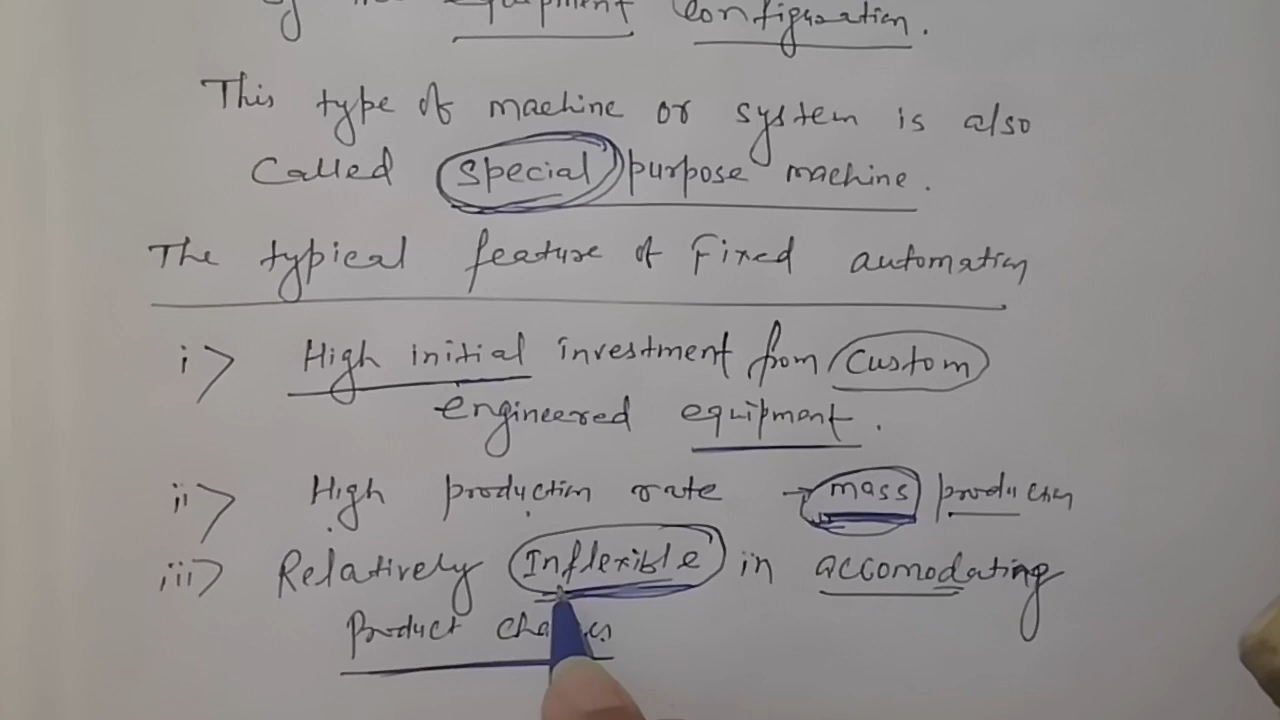 equipment Configuration.
This type of machine or system is also
Called special purpose machine.
The typical feature of Fixed automation
i> High initial investment from custom
engineered equipment.
ii> High production rate → mass production
iii> Relatively Inflexible in accomodating
Product